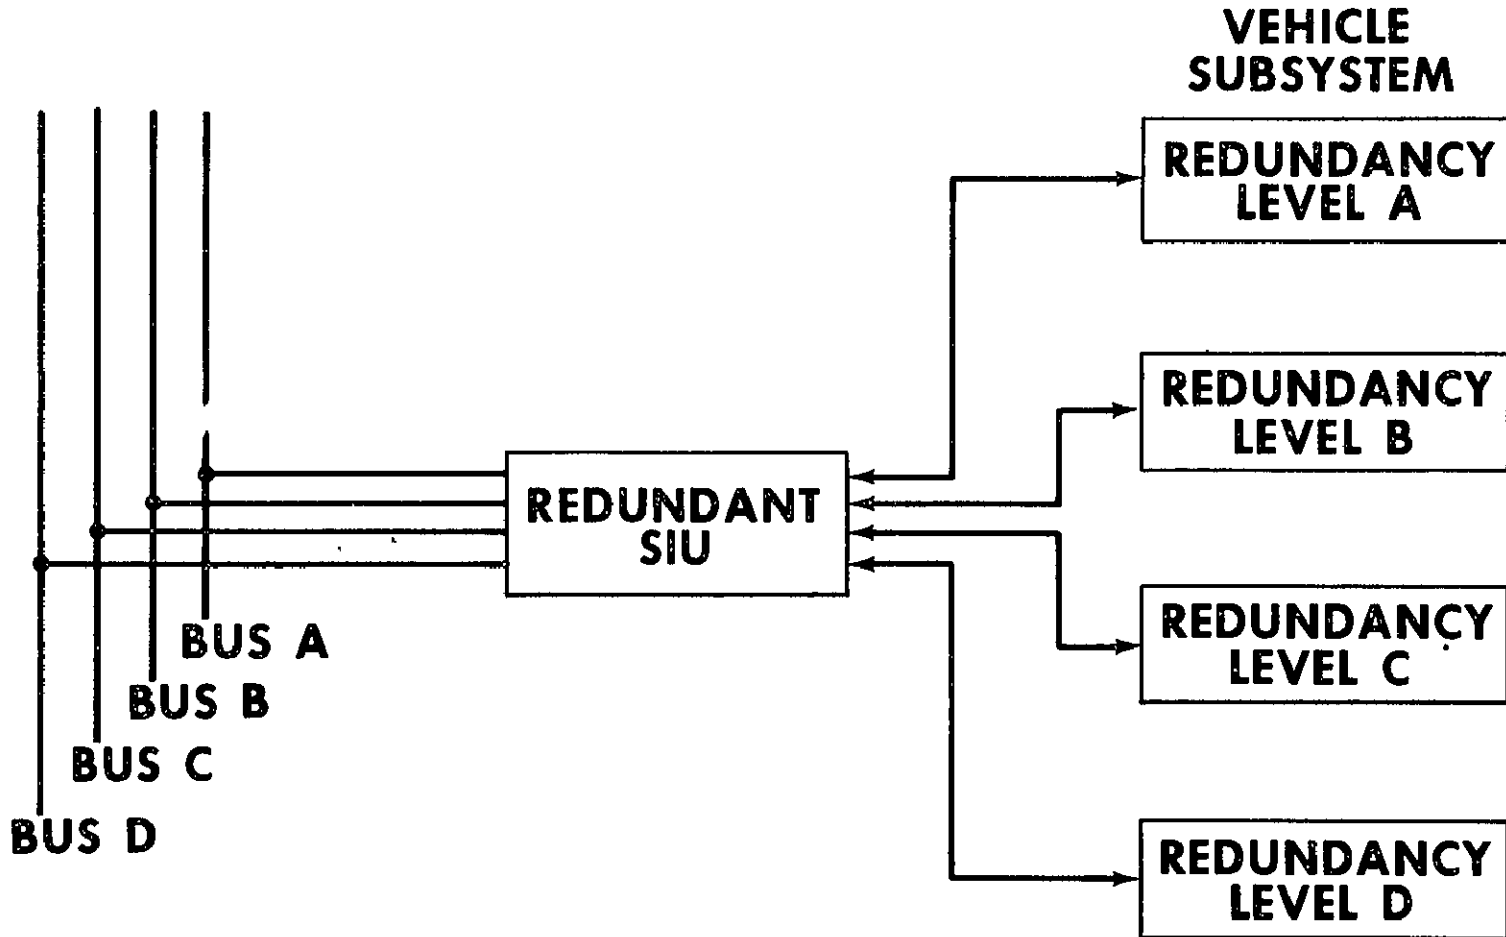 VEHICLE
SUBSYSTEM
REDUNDANCY
LEVEL A
REDUNDANCY
LEVEL B
REDUNDANT
SIU
REDUNDANCY
LEVEL C
REDUNDANCY
LEVEL D
BUS A
BUS B
BUS C
BUS D